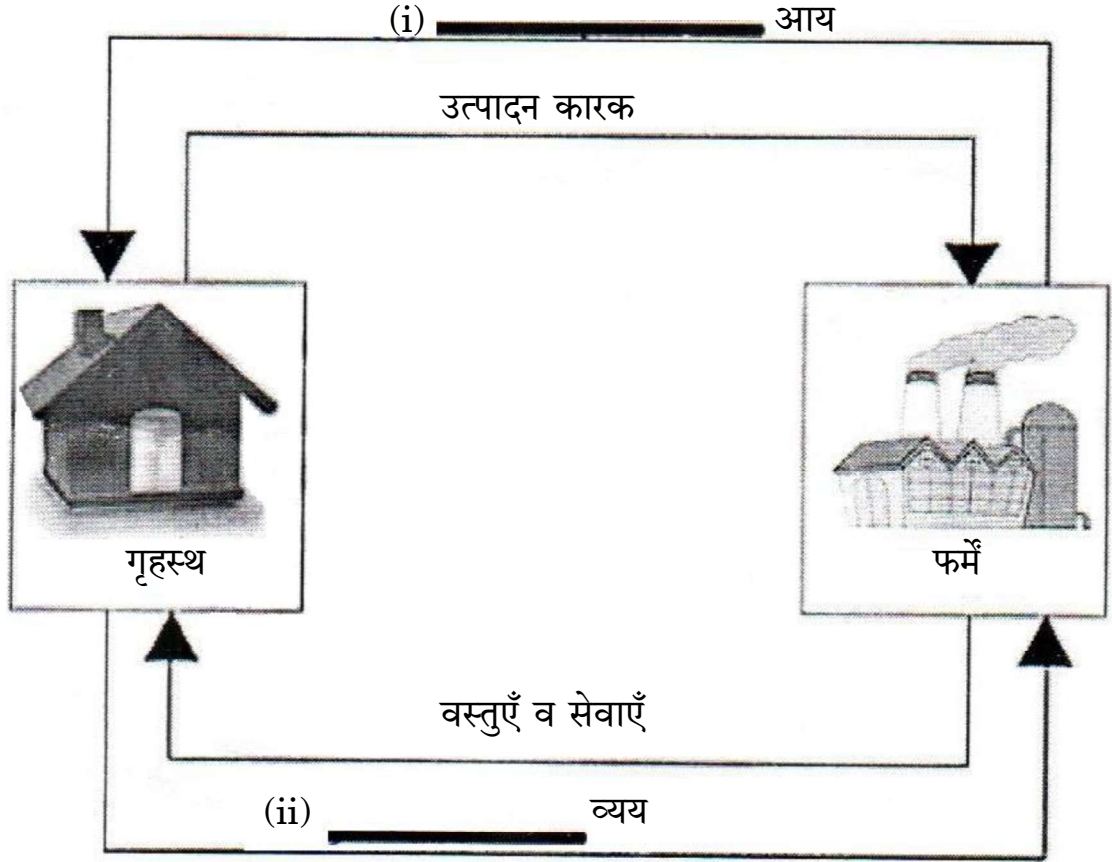 (i) आय
उत्पादन कारक
गृहस्थ
फर्में
वस्तुएँ व सेवाएँ
(ii) व्यय